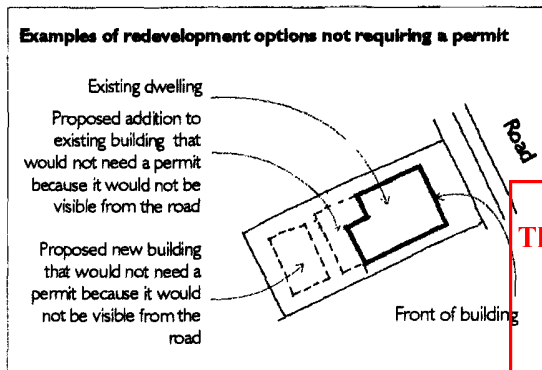 Examples of redevelopment options not requiring a permit
Existing dwelling
Proposed addition to
existing building that
would not need a permit
because it would not be
visible from the road
Proposed new building
that would not need a
permit because it would
not be visible from the
road
Road
Front of building